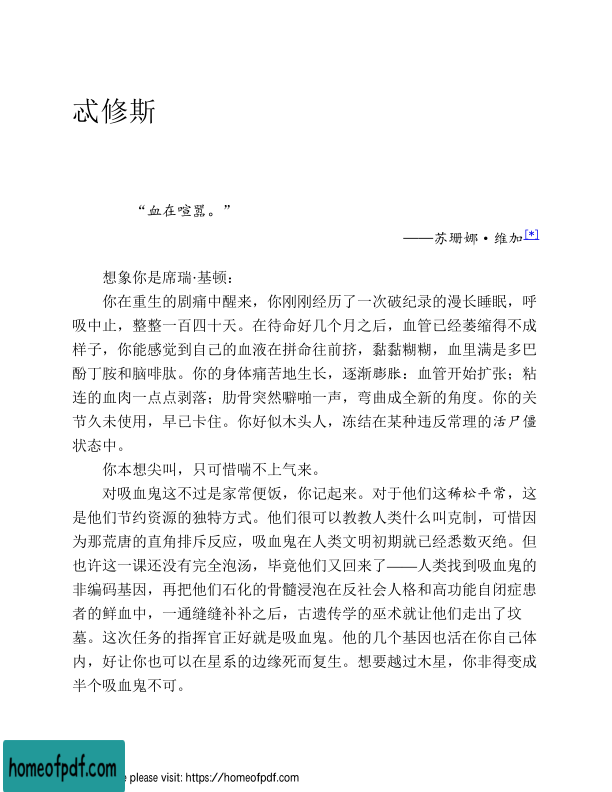 忒修斯
“血在喧嚣。”
——苏珊娜·维加[*]
想象你是席瑞·基顿：
你在重生的剧痛中醒来，你刚刚经历了一次破纪录的漫长睡眠，呼
吸中止，整整一百四十天。在待命好几个月之后，血管已经萎缩得不成
样子，你能感觉到自己的血液在拼命往前挤，黏黏糊糊，血里满是多巴
酚丁胺和脑啡肽。你的身体痛苦地生长，逐渐膨胀：血管开始扩张；粘
连的血肉一点点剥落；肋骨突然噼啪一声，弯曲成全新的角度。你的关
节久未使用，早已卡住。你好似木头人，冻结在某种违反常理的活尸僵
状态中。
你本想尖叫，只可惜喘不上气来。
对吸血鬼这不过是家常便饭，你记起来。对于他们这稀松平常，这
是他们节约资源的独特方式。他们很可以教教人类什么叫克制，可惜因
为那荒唐的直角排斥反应，吸血鬼在人类文明初期就已经悉数灭绝。但
也许这一课还没有完全泡汤，毕竟他们又回来了——人类找到吸血鬼的
非编码基因，再把他们石化的骨髓浸泡在反社会人格和高功能自闭症患
者的鲜血中，一通缝缝补补之后，古遗传学的巫术就让他们走出了坟
墓。这次任务的指挥官正好就是吸血鬼。他的几个基因也活在你自己体
内，好让你也可以在星系的边缘死而复生。想要越过木星，你非得变成
半个吸血鬼不可。
homeofpdf.com
e please visit: https://homeofpdf.com